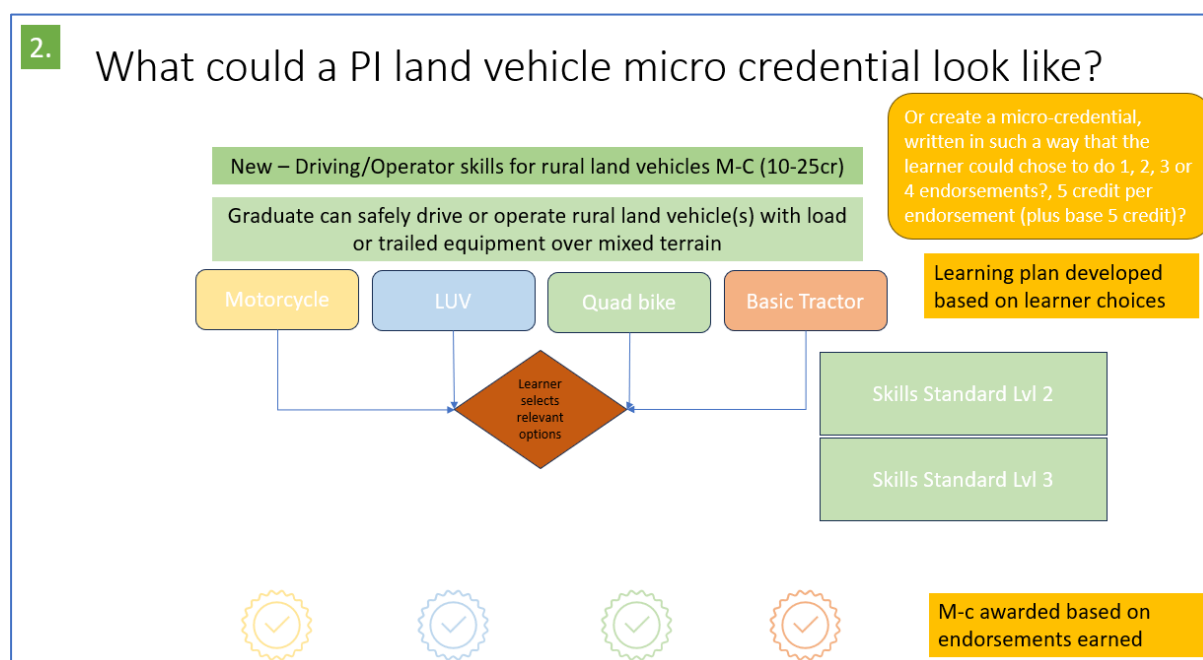 2.
What could a PI land vehicle micro credential look like?
Or create a micro-credential,
written in such a way that the
learner could chose to do 1, 2, 3 or
4 endorsements?, 5 credit per
endorsement (plus base 5 credit)?
New – Driving/Operator skills for rural land vehicles M-C (10-25cr)
Graduate can safely drive or operate rural land vehicle(s) with load
or trailed equipment over mixed terrain
Learning plan developed
based on learner choices
Motorcycle
LUV
Quad bike
Basic Tractor
Learner
selects
relevant
options
Skills Standard Lvl 2
Skills Standard Lvl 3
M-c awarded based on
endorsements earned